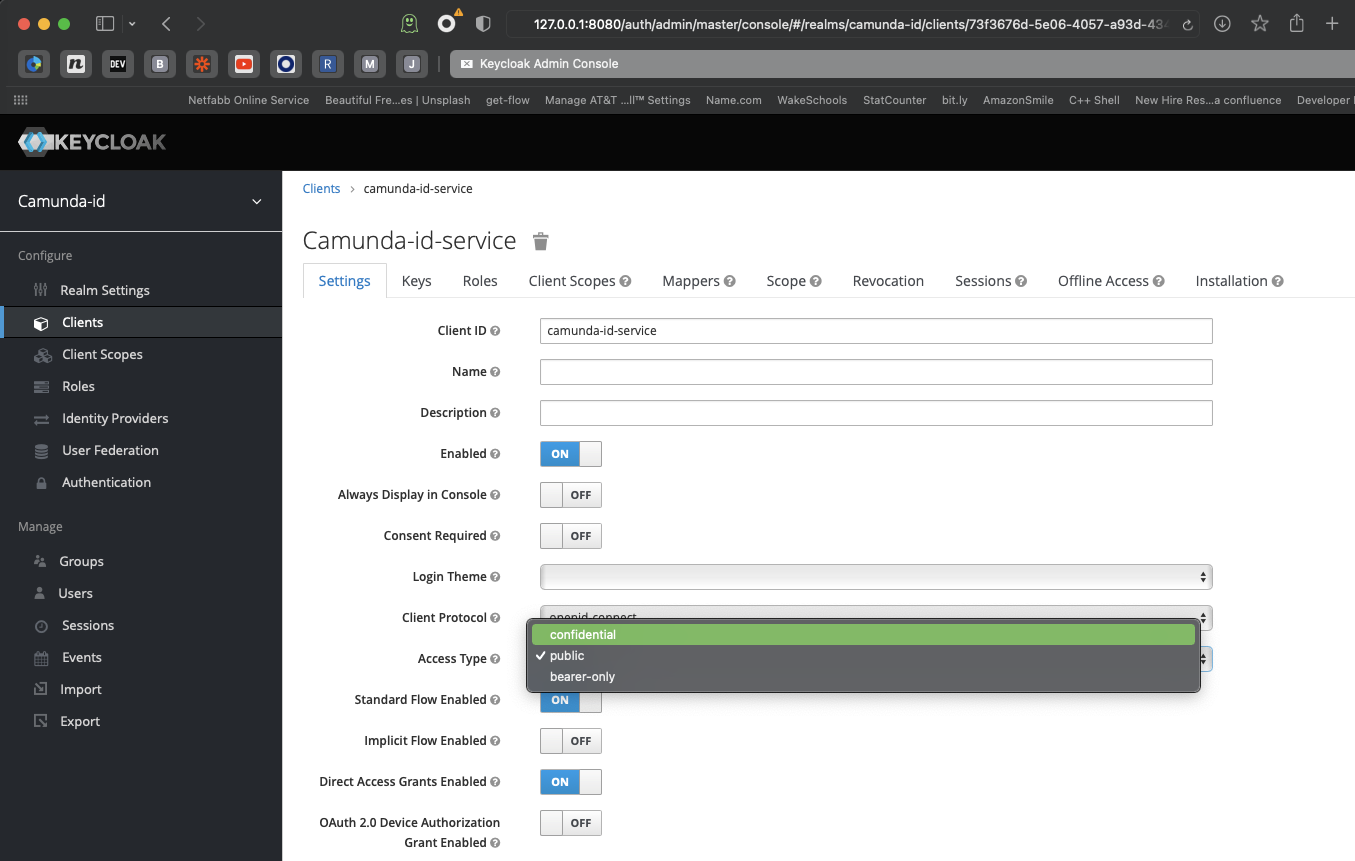 127.0.0.1:8080/auth/admin/master/console/#/realms/camunda-id/clients/73f3676d-5e06-4057-a93d-434
n DEV B R M J Keycloak Admin Console
Netfabb Online Service Beautiful Fre...es | Unsplash get-flow Manage AT&T ...ll™ Settings Name.com WakeSchools StatCounter bit.ly AmazonSmile C++ Shell New Hire Res...a confluence Developer
KEYCLOAK
Camunda-id
Configure
Realm Settings
Clients
Client Scopes
Roles
Identity Providers
User Federation
Authentication
Manage
Groups
Users
Sessions
Events
Import
Export
Clients > camunda-id-service
Camunda-id-service
Settings Keys Roles Client Scopes Mappers Scope Revocation Sessions Offline Access Installation
Client ID camunda-id-service
Name
Description
Enabled ON
Always Display in Console OFF
Consent Required OFF
Login Theme
Client Protocol openid-connect
confidential
Access Type public
bearer-only
Standard Flow Enabled ON
Implicit Flow Enabled OFF
Direct Access Grants Enabled ON
OAuth 2.0 Device Authorization OFF
Grant Enabled